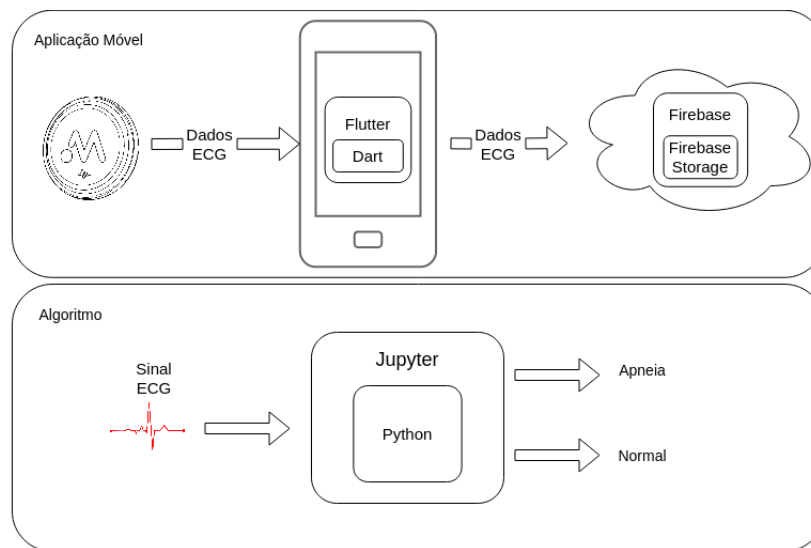 Aplicação Móvel
Dados
ECG
Flutter
Dart
Dados
ECG
Firebase
Firebase
Storage
Algoritmo
Sinal
ECG
Jupyter
Python
Apneia
Normal